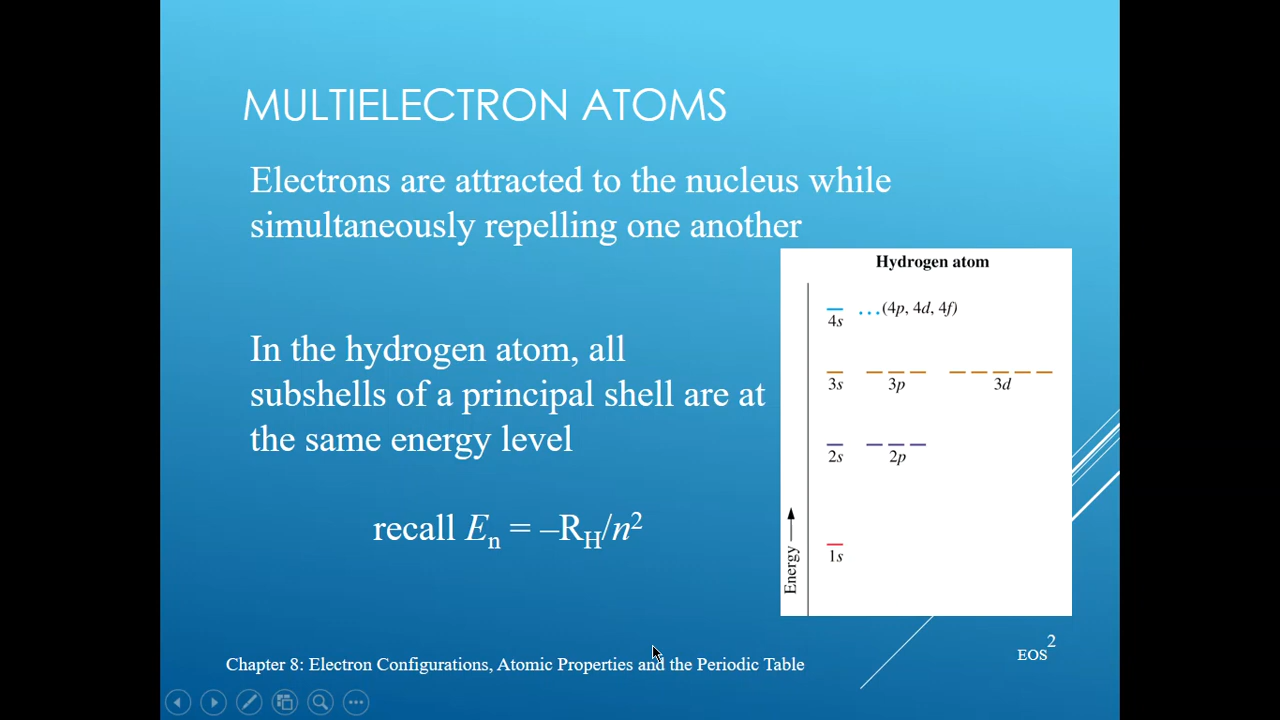 MULTIELECTRON ATOMS
Electrons are attracted to the nucleus while
simultaneously repelling one another
In the hydrogen atom, all
subshells of a principal shell are at
the same energy level
recall Eₙ = –R_H/n²
Hydrogen atom
4s ...(4p, 4d, 4f)
3s 3p 3d
2s 2p
1s
Energy
Chapter 8: Electron Configurations, Atomic Properties and the Periodic Table
EOS 2